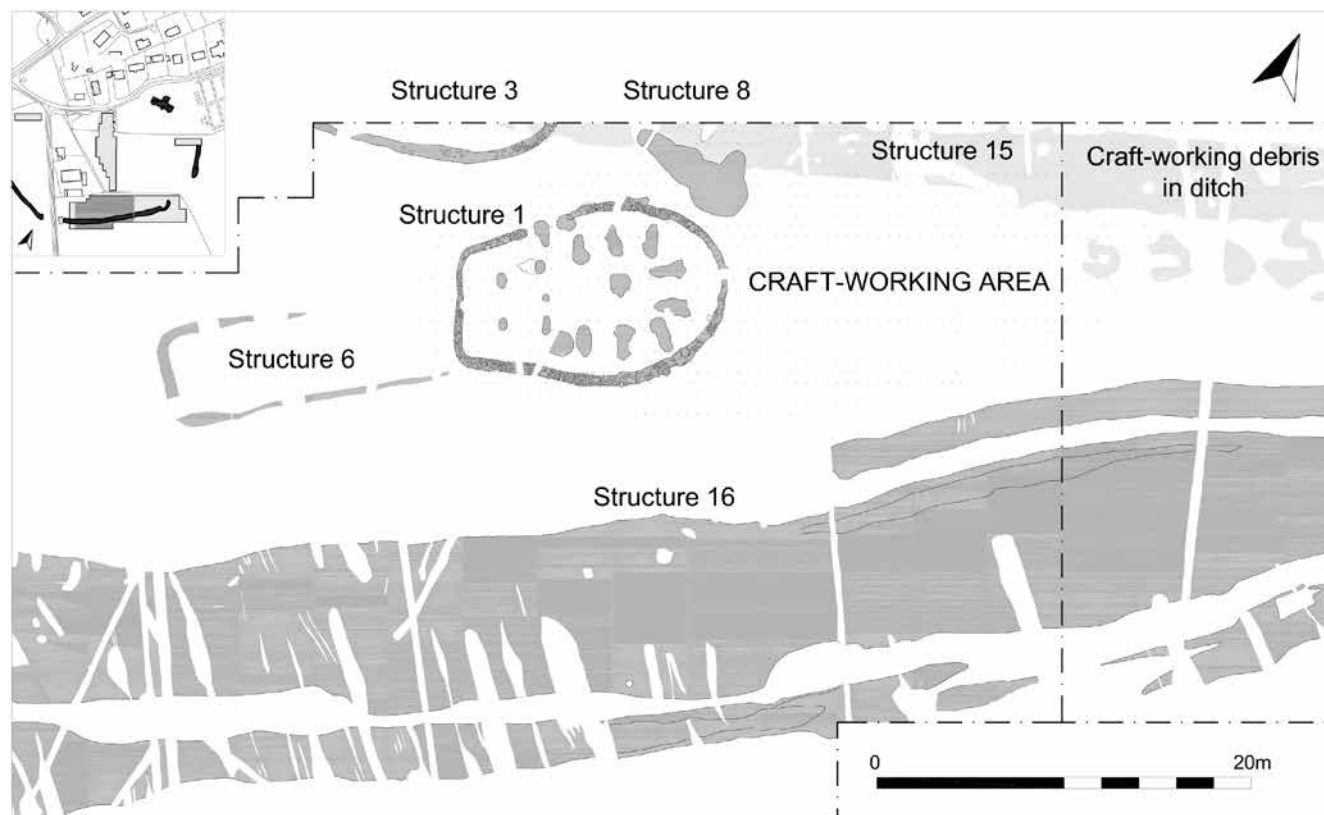 Structure 3
Structure 8
Structure 15
Craft-working debris
in ditch
Structure 1
CRAFT-WORKING AREA
Structure 6
Structure 16
0
20m